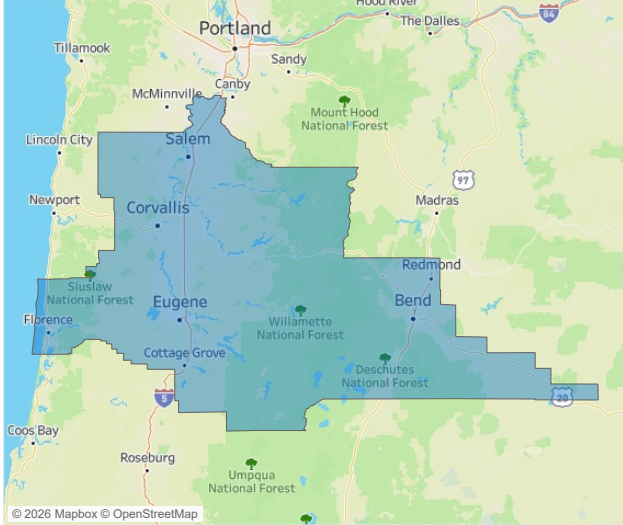 Hood River
84
Portland
The Dalles
Tillamook
Sandy
Canby
McMinnville
Mount Hood
National Forest
Lincoln City
Salem
97
Newport
Madras
Corvallis
Redmond
Siuslaw
National Forest
Eugene
Bend
Florence
Willamette
National Forest
Cottage Grove
Deschutes
National Forest
5
20
Coos Bay
Roseburg
Umpqua
National Forest
© 2026 Mapbox © OpenStreetMap